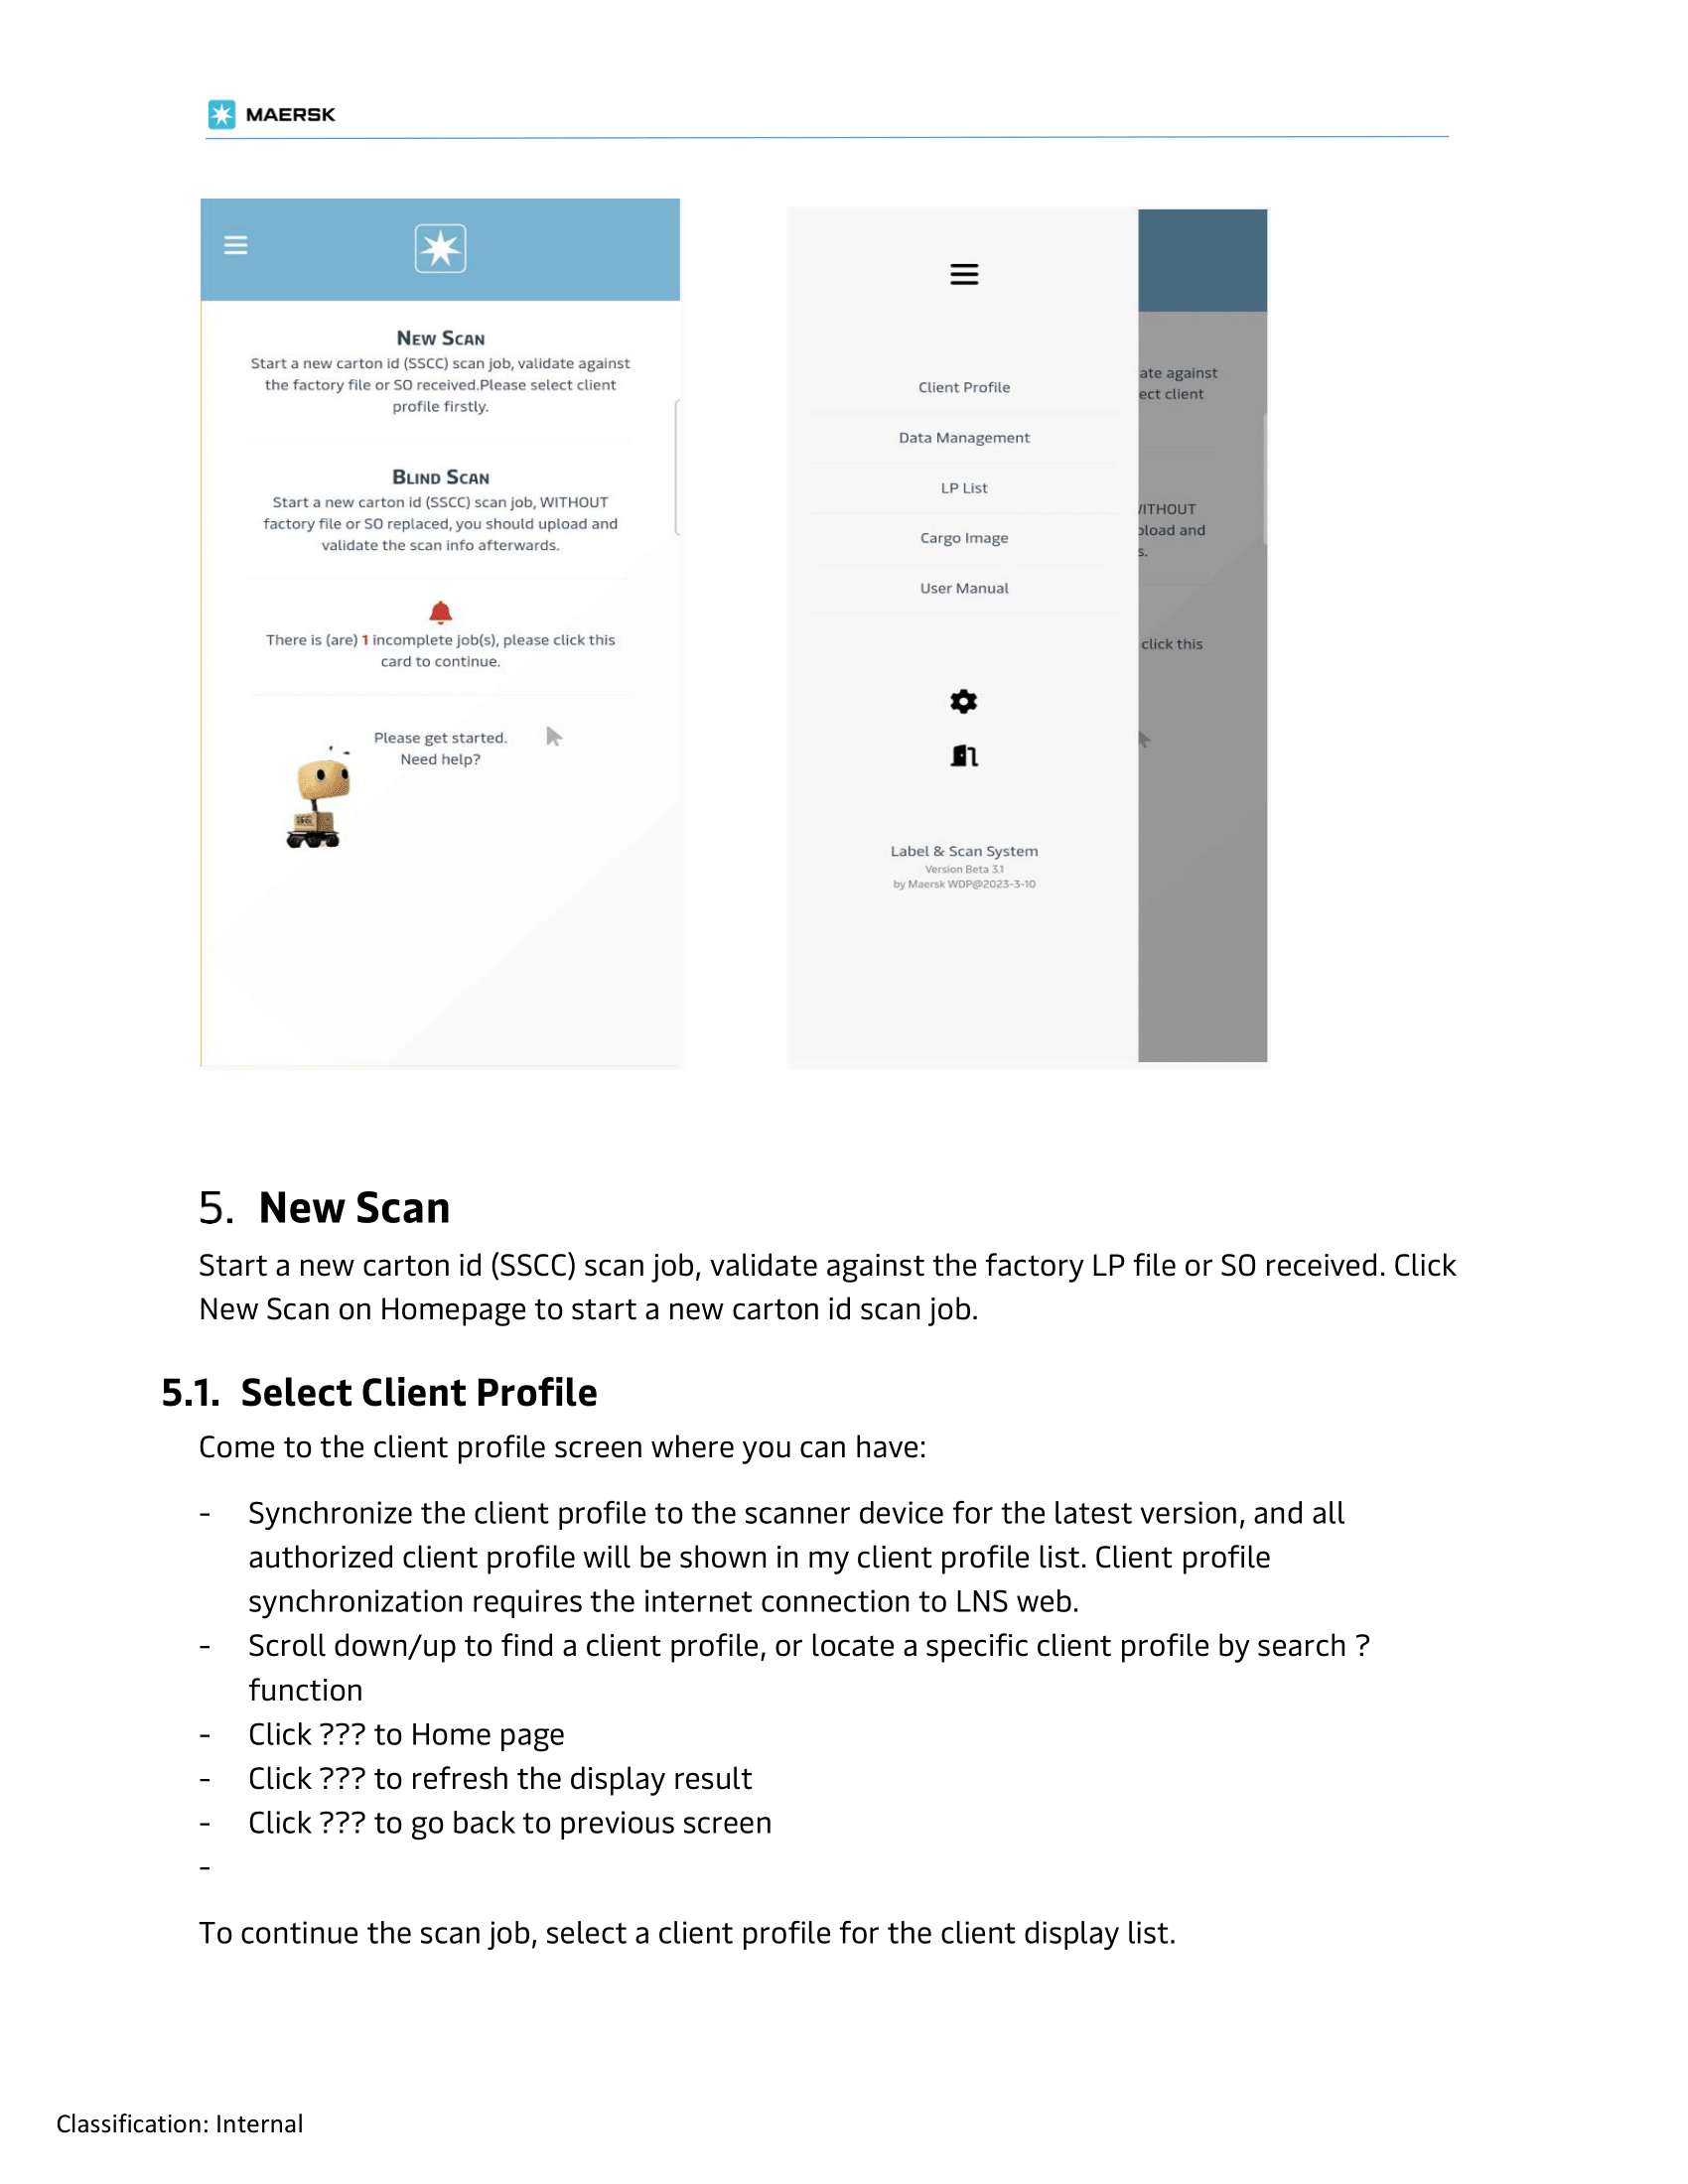 MAERSK
NEW SCAN
Start a new carton id (SSCC) scan job, validate against
the factory file or SO received.Please select client
profile firstly.
BLIND SCAN
Start a new carton id (SSCC) scan job, WITHOUT
factory file or SO replaced, you should upload and
validate the scan info afterwards.
There is (are) 1 incomplete job(s), please click this
card to continue.
Please get started.
Need help?
Client Profile
Data Management
LP List
Cargo Image
User Manual
Label & Scan System
Version Beta 3.1
by Maersk WDP@2023-3-10
ate against
ect client
/ITHOUT
pload and
s.
click this
5. New Scan
Start a new carton id (SSCC) scan job, validate against the factory LP file or SO received. Click
New Scan on Homepage to start a new carton id scan job.
5.1. Select Client Profile
Come to the client profile screen where you can have:
- Synchronize the client profile to the scanner device for the latest version, and all
authorized client profile will be shown in my client profile list. Client profile
synchronization requires the internet connection to LNS web.
- Scroll down/up to find a client profile, or locate a specific client profile by search ?
function
- Click ??? to Home page
- Click ??? to refresh the display result
- Click ??? to go back to previous screen
-
To continue the scan job, select a client profile for the client display list.
Classification: Internal